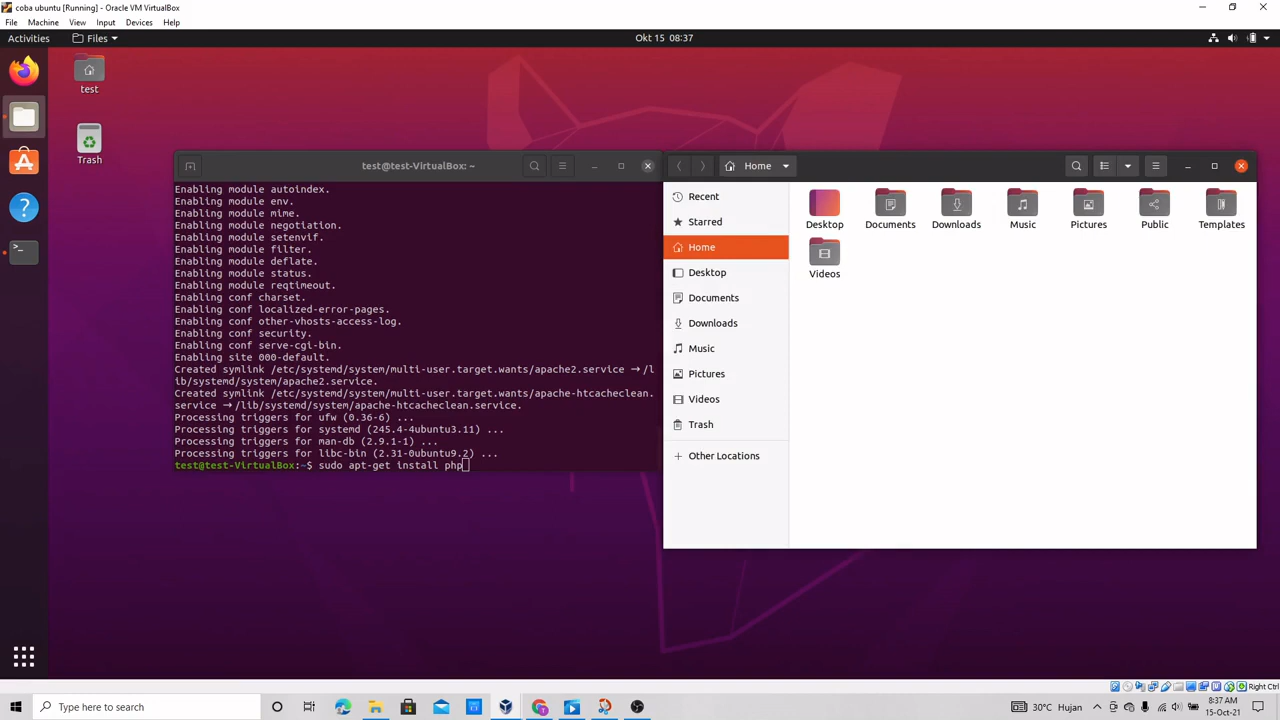 coba ubuntu [Running] - Oracle VM VirtualBox
File Machine View Input Devices Help
Activities Files Okt 15 08:37
test
Trash
test@test-VirtualBox: ~
Enabling module autoindex.
Enabling module env.
Enabling module mime.
Enabling module negotiation.
Enabling module setenvif.
Enabling module filter.
Enabling module deflate.
Enabling module status.
Enabling module reqtimeout.
Enabling conf charset.
Enabling conf localized-error-pages.
Enabling conf other-vhosts-access-log.
Enabling conf security.
Enabling conf serve-cgi-bin.
Enabling site 000-default.
Created symlink /etc/systemd/system/multi-user.target.wants/apache2.service → /l
ib/systemd/system/apache2.service.
Created symlink /etc/systemd/system/multi-user.target.wants/apache-htcacheclean.
service → /lib/systemd/system/apache-htcacheclean.service.
Processing triggers for ufw (0.36-6) ...
Processing triggers for systemd (245.4-4ubuntu3.11) ...
Processing triggers for man-db (2.9.1-1) ...
Processing triggers for libc-bin (2.31-0ubuntu9.2) ...
test@test-VirtualBox:~$ sudo apt-get install php
Home
Recent
Starred
Home
Desktop
Documents
Downloads
Music
Pictures
Videos
Trash
+ Other Locations
Desktop Documents Downloads Music Pictures Public Templates
Videos
Right Ctrl
Type here to search
30°C Hujan
8:37 AM
15-Oct-21